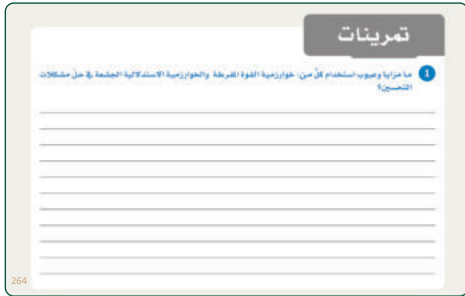 تمرينات
1 ما مزايا وعيوب استخدام كلّ من: خوارزمية القوة المفرطة والخوارزمية الاستدلالية الجشعة في حلّ مشكلات
التحسين؟
264